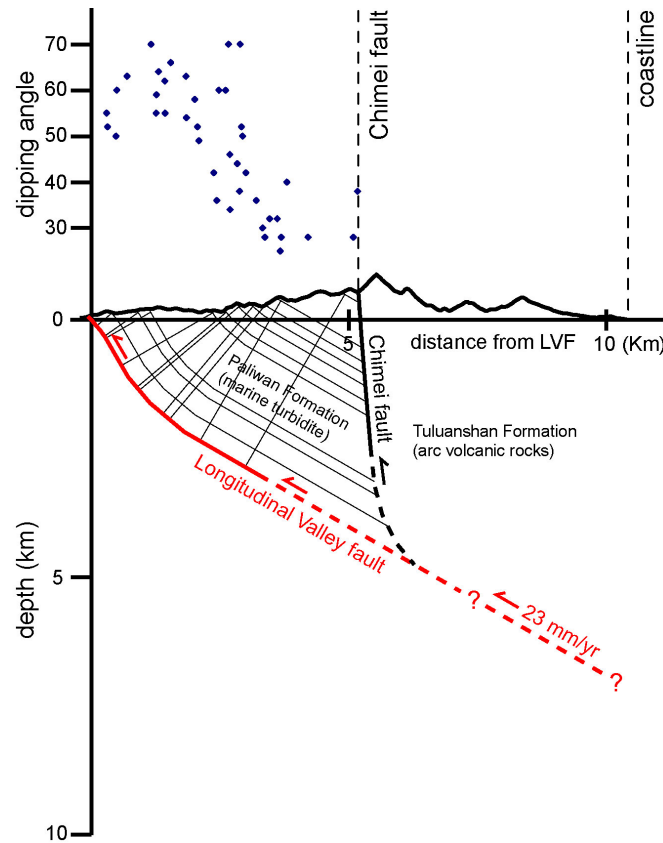 70
60
50
40
30
dipping angle
Chimei fault
coastline
0
5
distance from LVF
10 (Km)
Chimei fault
Paliwan Formation
(marine turbidite)
Tuluanshan Formation
(arc volcanic rocks)
Longitudinal Valley fault
depth (km)
5
?
23 mm/yr
?
10